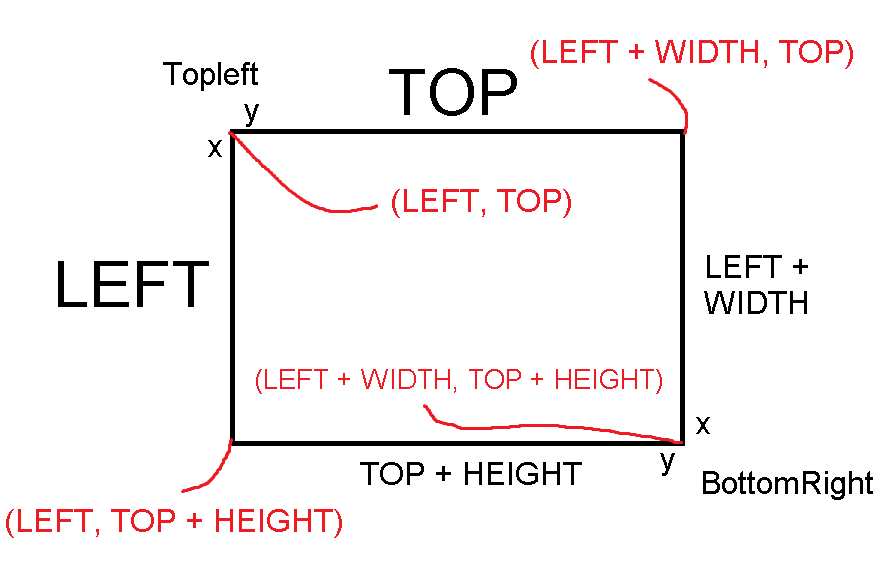 (LEFT + WIDTH, TOP)
Topleft
TOP
y
x
(LEFT, TOP)
LEFT
LEFT +
WIDTH
(LEFT + WIDTH, TOP + HEIGHT)
x
y
TOP + HEIGHT
BottomRight
(LEFT, TOP + HEIGHT)